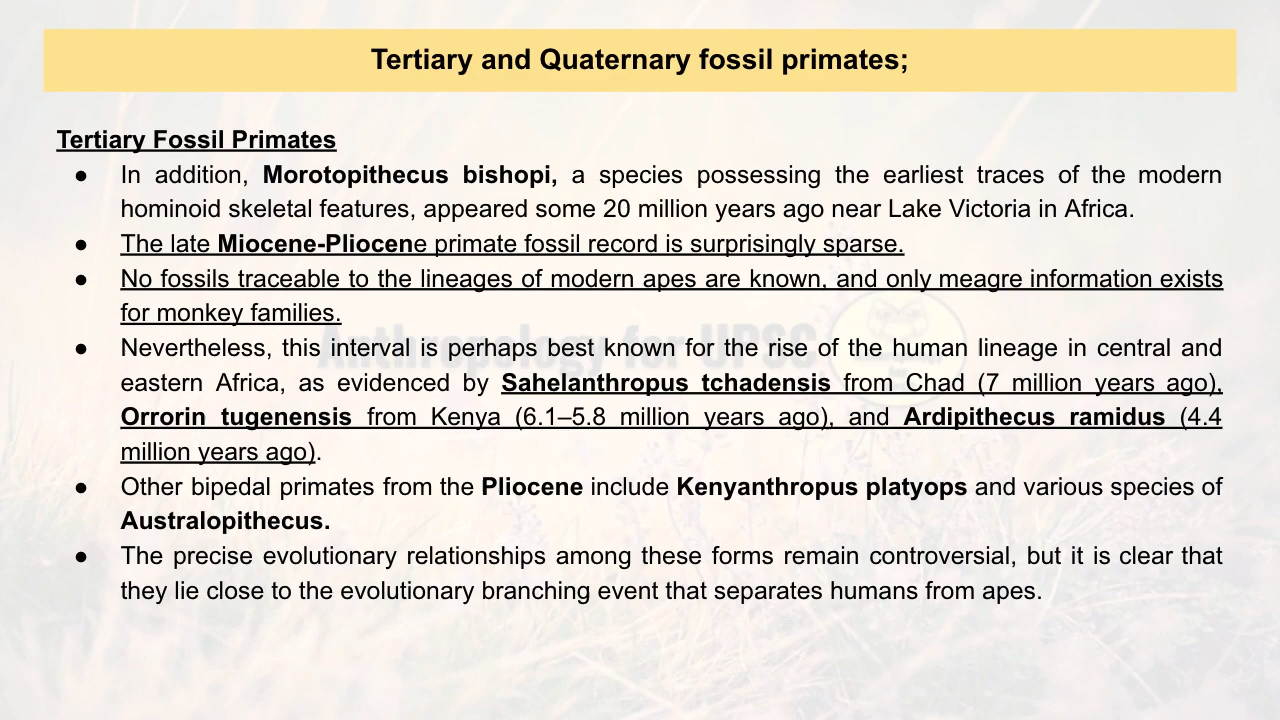 Tertiary and Quaternary fossil primates;
Tertiary Fossil Primates
● In addition, Morotopithecus bishopi, a species possessing the earliest traces of the modern
hominoid skeletal features, appeared some 20 million years ago near Lake Victoria in Africa.
● The late Miocene-Pliocene primate fossil record is surprisingly sparse.
● No fossils traceable to the lineages of modern apes are known, and only meagre information exists
for monkey families.
Anthropology for UPSC
● Nevertheless, this interval is perhaps best known for the rise of the human lineage in central and
eastern Africa, as evidenced by Sahelanthropus tchadensis from Chad (7 million years ago),
Orrorin tugenensis from Kenya (6.1–5.8 million years ago), and Ardipithecus ramidus (4.4
million years ago).
● Other bipedal primates from the Pliocene include Kenyanthropus platyops and various species of
Australopithecus.
● The precise evolutionary relationships among these forms remain controversial, but it is clear that
they lie close to the evolutionary branching event that separates humans from apes.